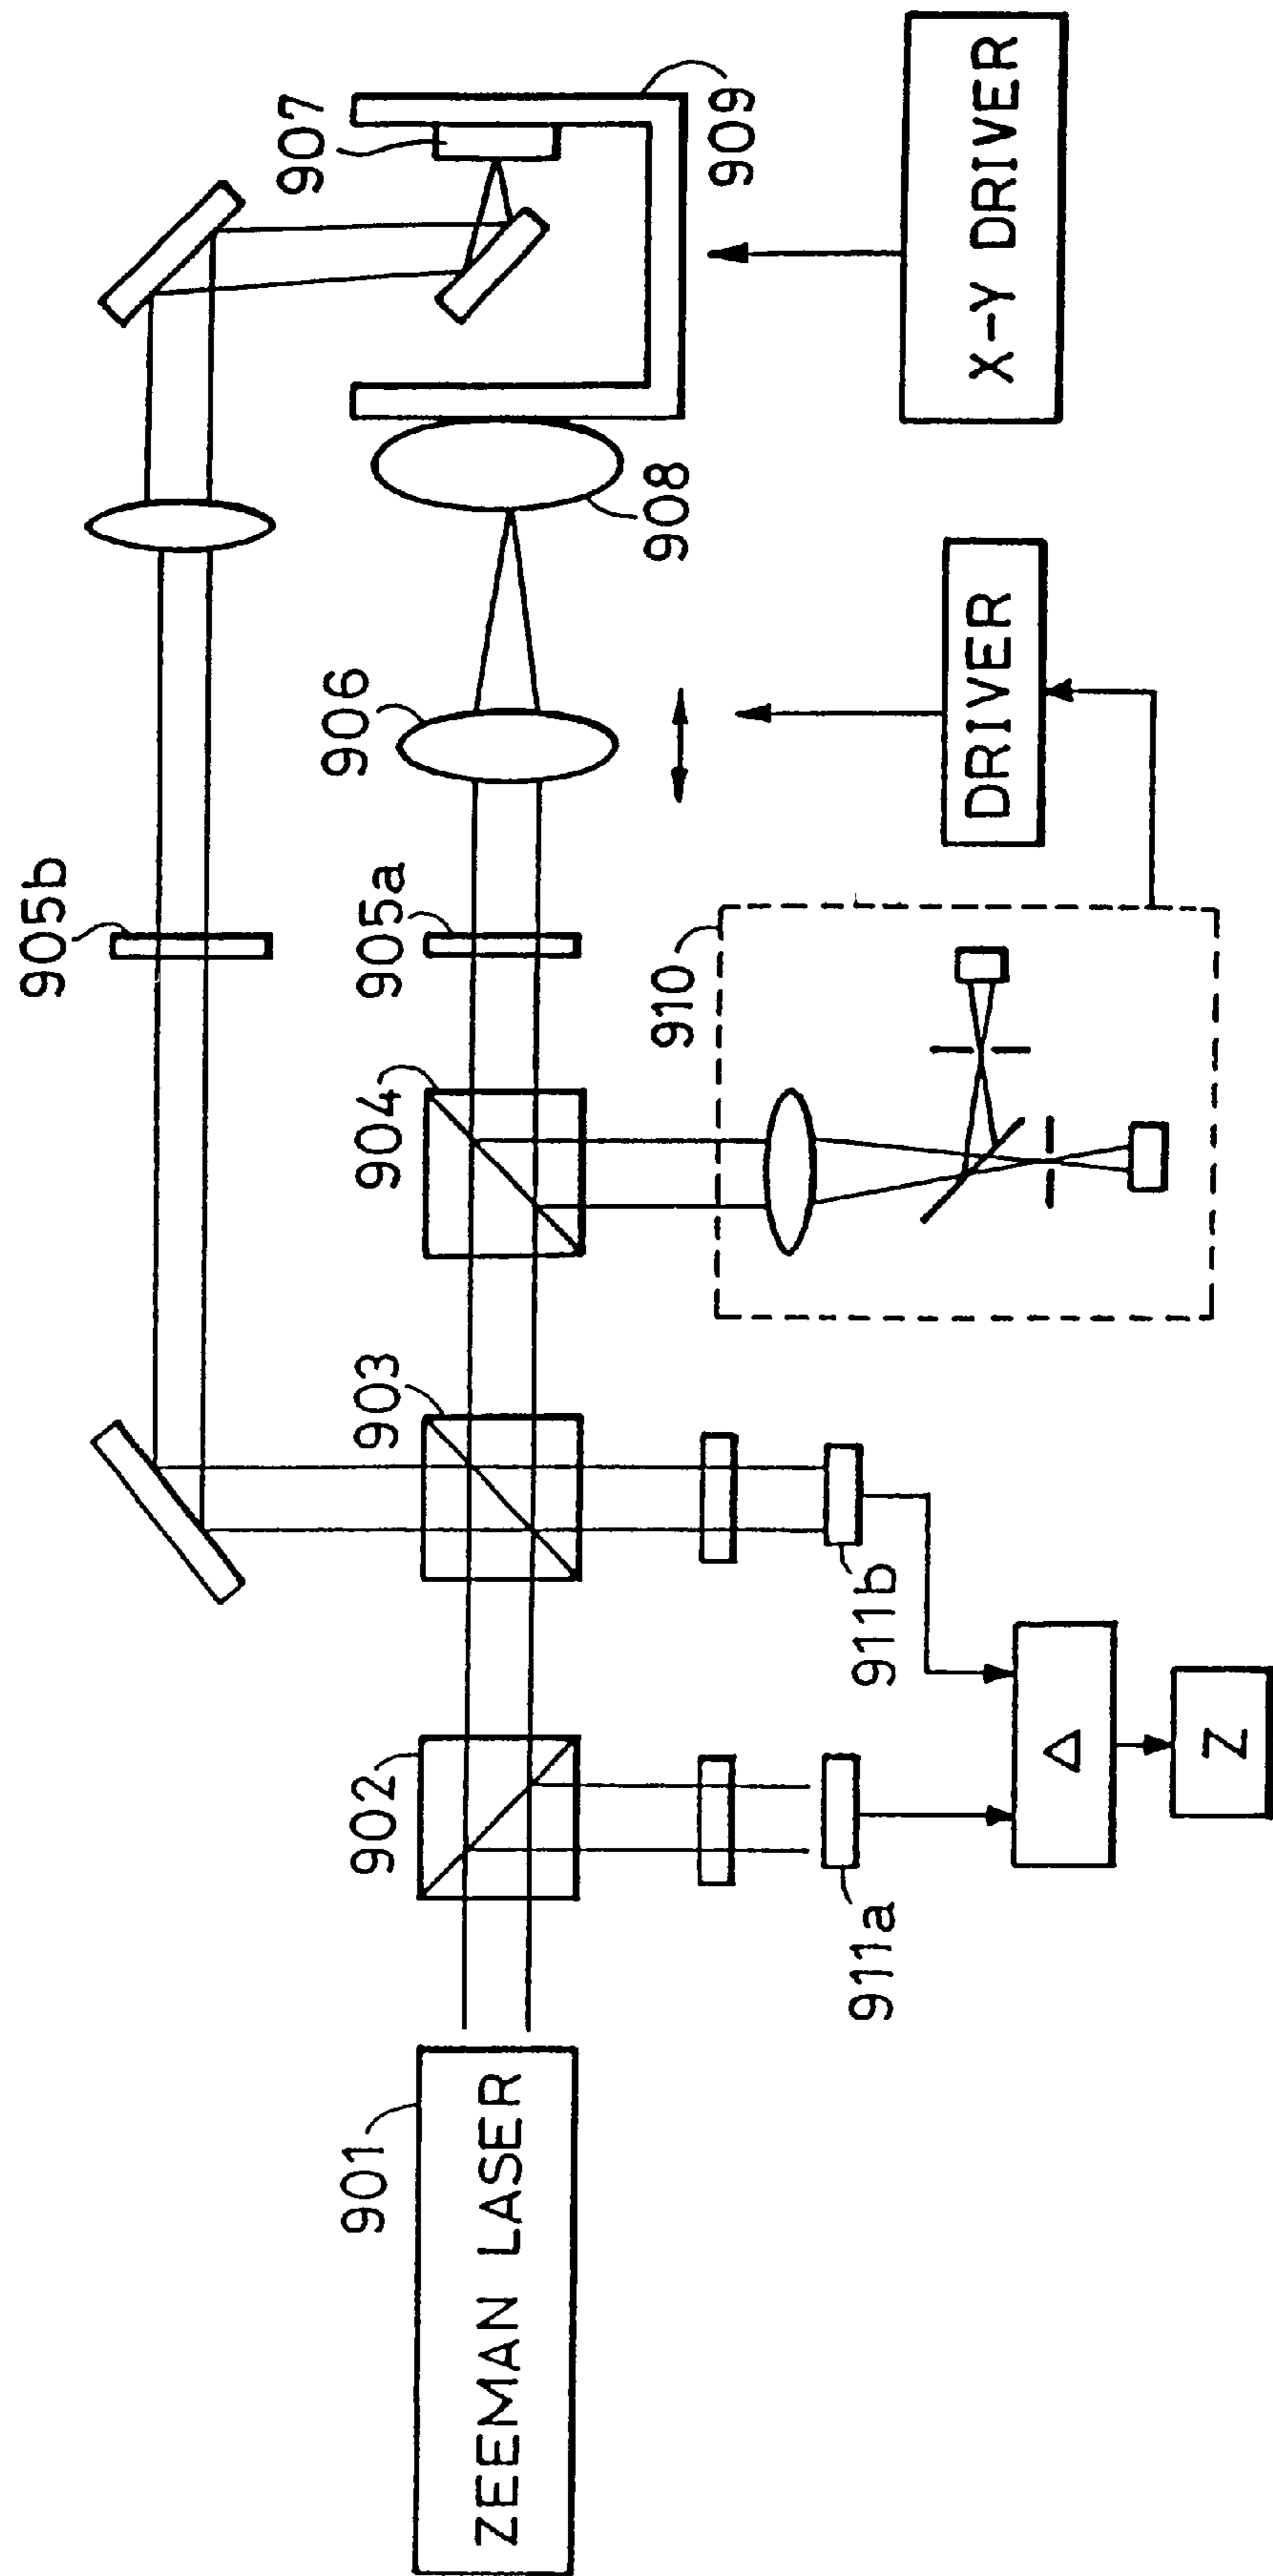 905b
907
909
X-Y DRIVER
906
908
905a
DRIVER
904
910
903
902
911b
911a
Δ
Z
901
ZEEMAN LASER